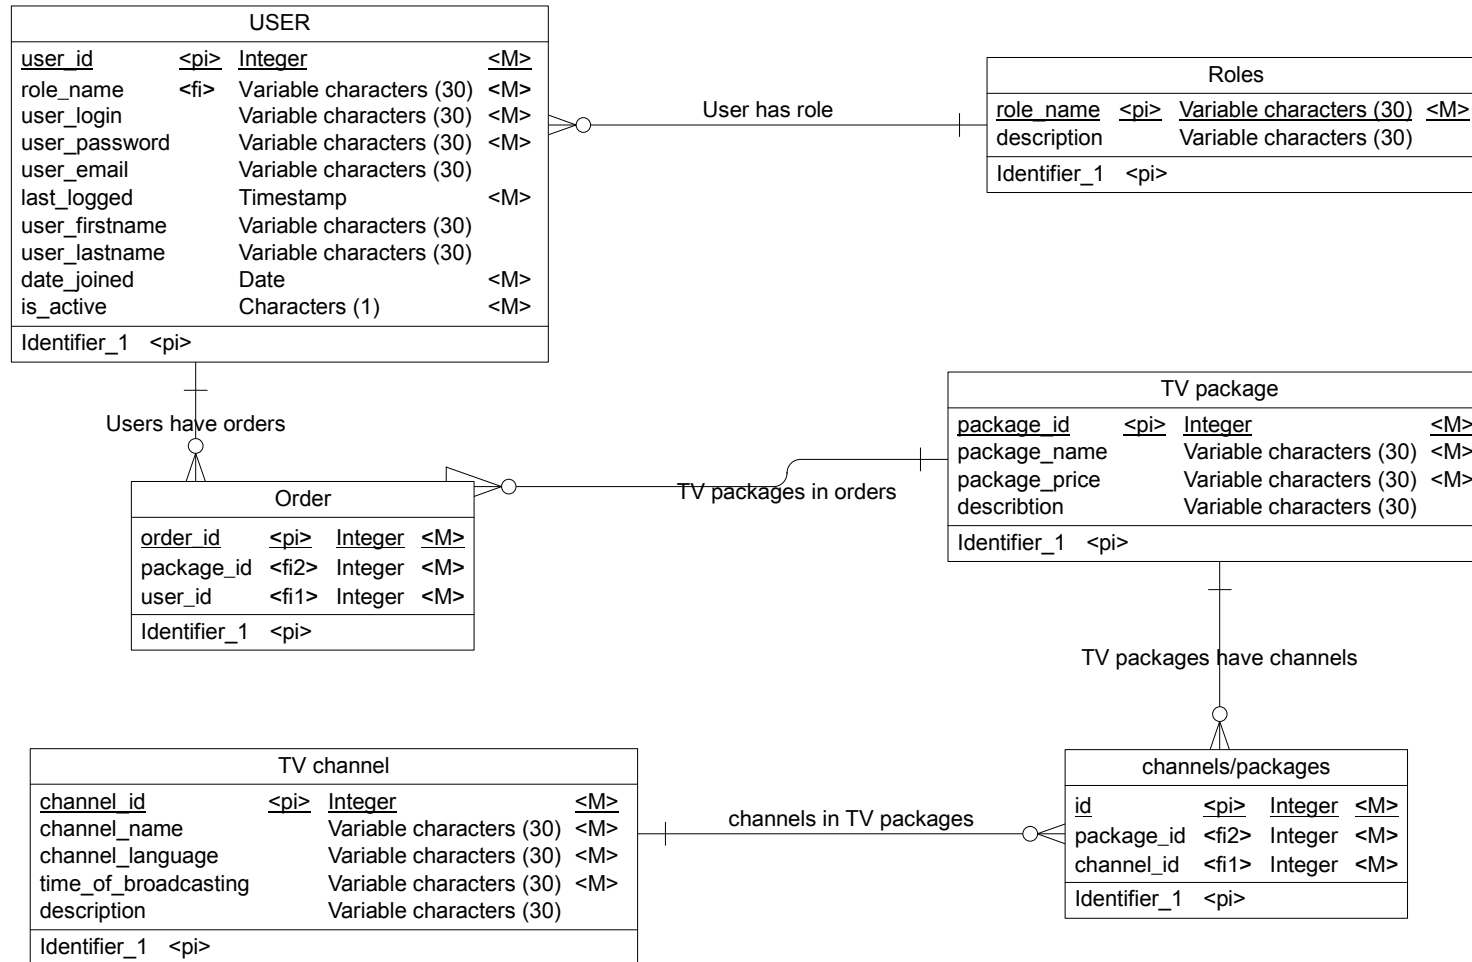 USER
user_id <pi> Integer <M>
role_name <fi> Variable characters (30) <M>
user_login Variable characters (30) <M>
user_password Variable characters (30) <M>
user_email Variable characters (30)
last_logged Timestamp <M>
user_firstname Variable characters (30)
user_lastname Variable characters (30)
date_joined Date <M>
is_active Characters (1) <M>
Identifier_1 <pi>
User has role
Roles
role_name <pi> Variable characters (30) <M>
description Variable characters (30)
Identifier_1 <pi>
Users have orders
Order
order_id <pi> Integer <M>
package_id <fi2> Integer <M>
user_id <fi1> Integer <M>
Identifier_1 <pi>
TV packages in orders
TV package
package_id <pi> Integer <M>
package_name Variable characters (30) <M>
package_price Variable characters (30) <M>
describtion Variable characters (30)
Identifier_1 <pi>
TV packages have channels
TV channel
channel_id <pi> Integer <M>
channel_name Variable characters (30) <M>
channel_language Variable characters (30) <M>
time_of_broadcasting Variable characters (30) <M>
description Variable characters (30)
Identifier_1 <pi>
channels in TV packages
channels/packages
id <pi> Integer <M>
package_id <fi2> Integer <M>
channel_id <fi1> Integer <M>
Identifier_1 <pi>